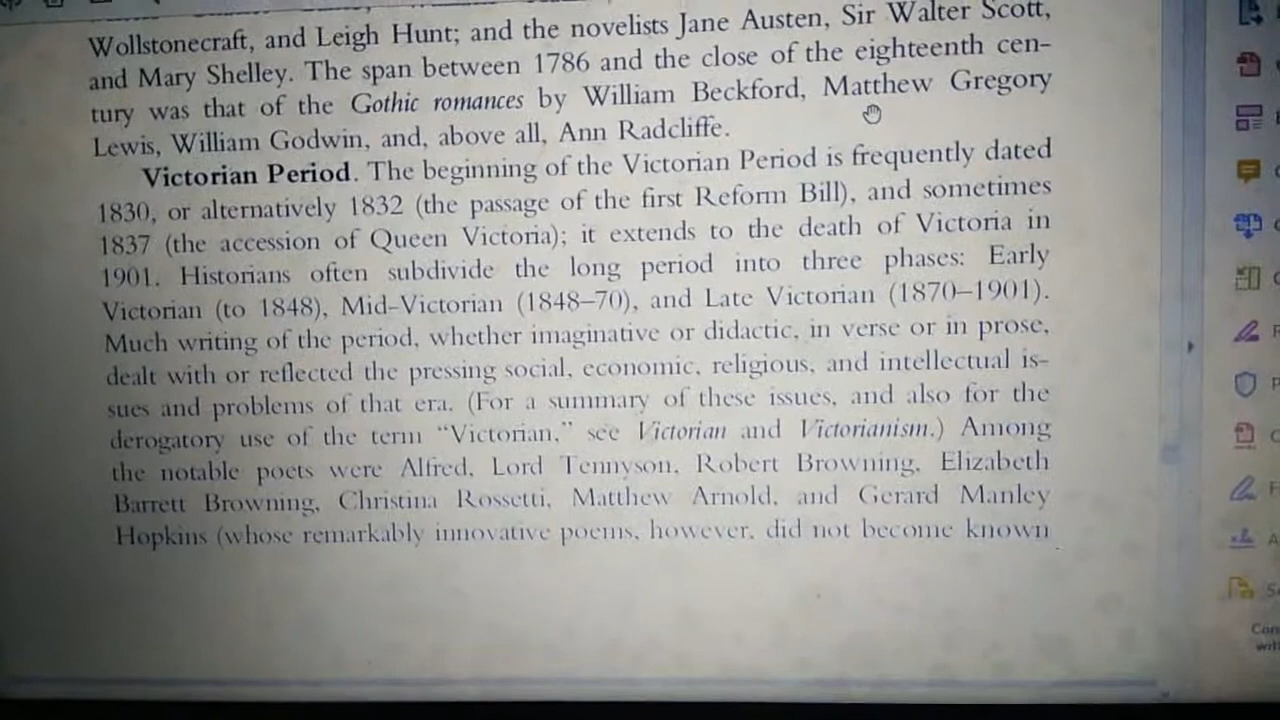 Wollstonecraft, and Leigh Hunt; and the novelists Jane Austen, Sir Walter Scott,
and Mary Shelley. The span between 1786 and the close of the eighteenth cen-
tury was that of the Gothic romances by William Beckford, Matthew Gregory
Lewis, William Godwin, and, above all, Ann Radcliffe.
Victorian Period. The beginning of the Victorian Period is frequently dated
1830, or alternatively 1832 (the passage of the first Reform Bill), and sometimes
1837 (the accession of Queen Victoria); it extends to the death of Victoria in
1901. Historians often subdivide the long period into three phases: Early
Victorian (to 1848), Mid-Victorian (1848–70), and Late Victorian (1870–1901).
Much writing of the period, whether imaginative or didactic, in verse or in prose,
dealt with or reflected the pressing social, economic, religious, and intellectual is-
sues and problems of that era. (For a summary of these issues, and also for the
derogatory use of the term “Victorian,” see Victorian and Victorianism.) Among
the notable poets were Alfred, Lord Tennyson, Robert Browning, Elizabeth
Barrett Browning, Christina Rossetti, Matthew Arnold, and Gerard Manley
Hopkins (whose remarkably innovative poems, however, did not become known